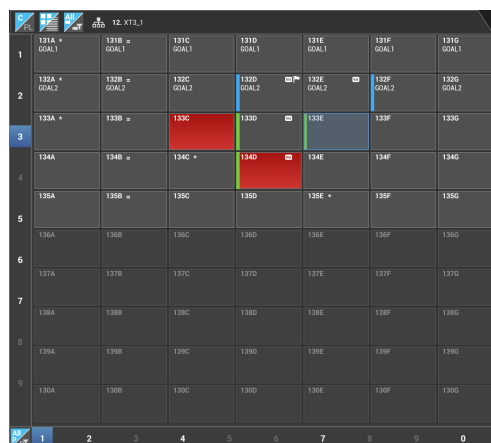 C PL All 12. XT3_1
131A * 131B = 131C 131D 131E 131F 131G
GOAL1 GOAL1 GOAL1 GOAL1 GOAL1 GOAL1 GOAL1
1
132A * 132B = 132C 132D 132E 132F 132G
GOAL2 GOAL2 GOAL2 GOAL2 GOAL2 GOAL2 GOAL2
2
133A * 133B = 133C 133D 133E 133F 133G
3
134A 134B = 134C * 134D 134E 134F 134G
4
135A 135B = 135C 135D 135E * 135F 135G
5
136A 136B 136C 136D 136E 136F 136G
6
137A 137B 137C 137D 137E 137F 137G
7
138A 138B 138C 138D 138E 138F 138G
8
139A 139B 139C 139D 139E 139F 139G
9
130A 130B 130C 130D 130E 130F 130G
All P 1 2 3 4 5 6 7 8 9 0